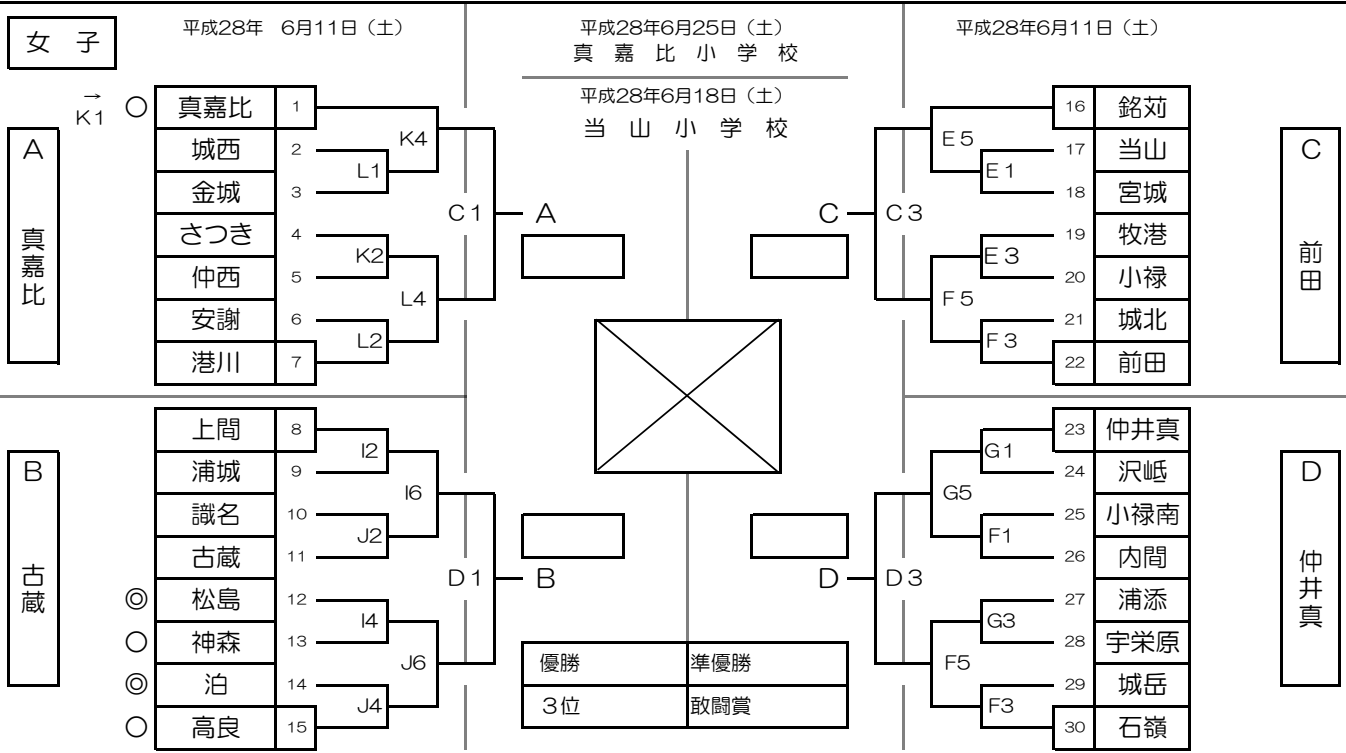 女 子
平成28年 6月11日（土）
平成28年6月25日（土）
真 嘉 比 小 学 校
平成28年6月18日（土）
当 山 小 学 校
平成28年6月11日（土）
→
K1
○ 真嘉比 1
城西 2
金城 3
さつき 4
仲西 5
安謝 6
港川 7
A
真嘉比
K4
L1
K2
L4
L2
C1
A
上間 8
浦城 9
識名 10
古蔵 11
◎ 松島 12
○ 神森 13
◎ 泊 14
○ 高良 15
B
古蔵
I2
I6
J2
I4
J6
J4
D1
B
16 銘苅
17 当山
18 宮城
19 牧港
20 小禄
21 城北
22 前田
C
前田
E5
E1
E3
F5
F3
C3
C
23 仲井真
24 沢岻
25 小禄南
26 内間
27 浦添
28 宇栄原
29 城岳
30 石嶺
D
仲井真
G1
G5
F1
G3
F5
F3
D3
D
優勝 準優勝
３位 敢闘賞